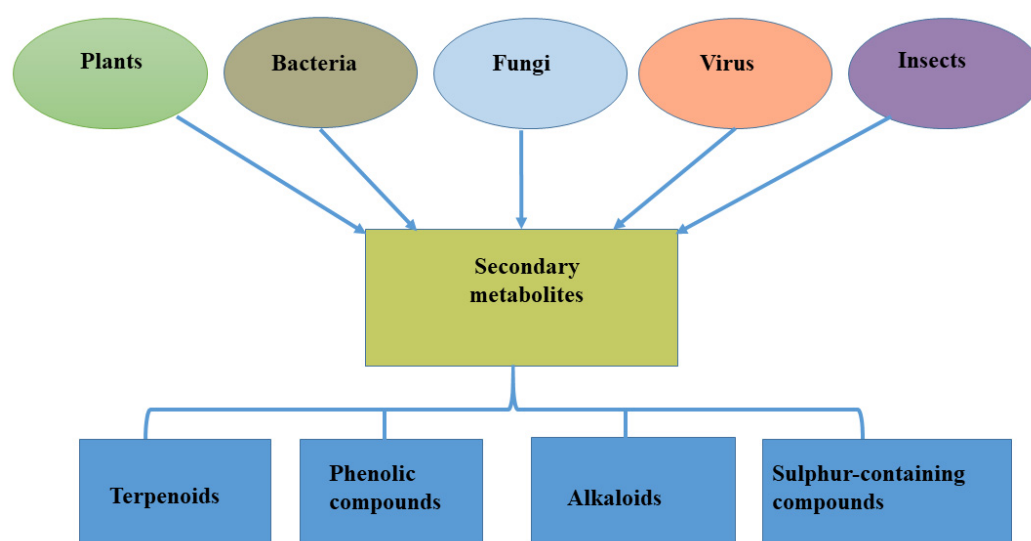 Plants
Bacteria
Fungi
Virus
Insects
Secondary
metabolites
Terpenoids
Phenolic
compounds
Alkaloids
Sulphur-containing
compounds